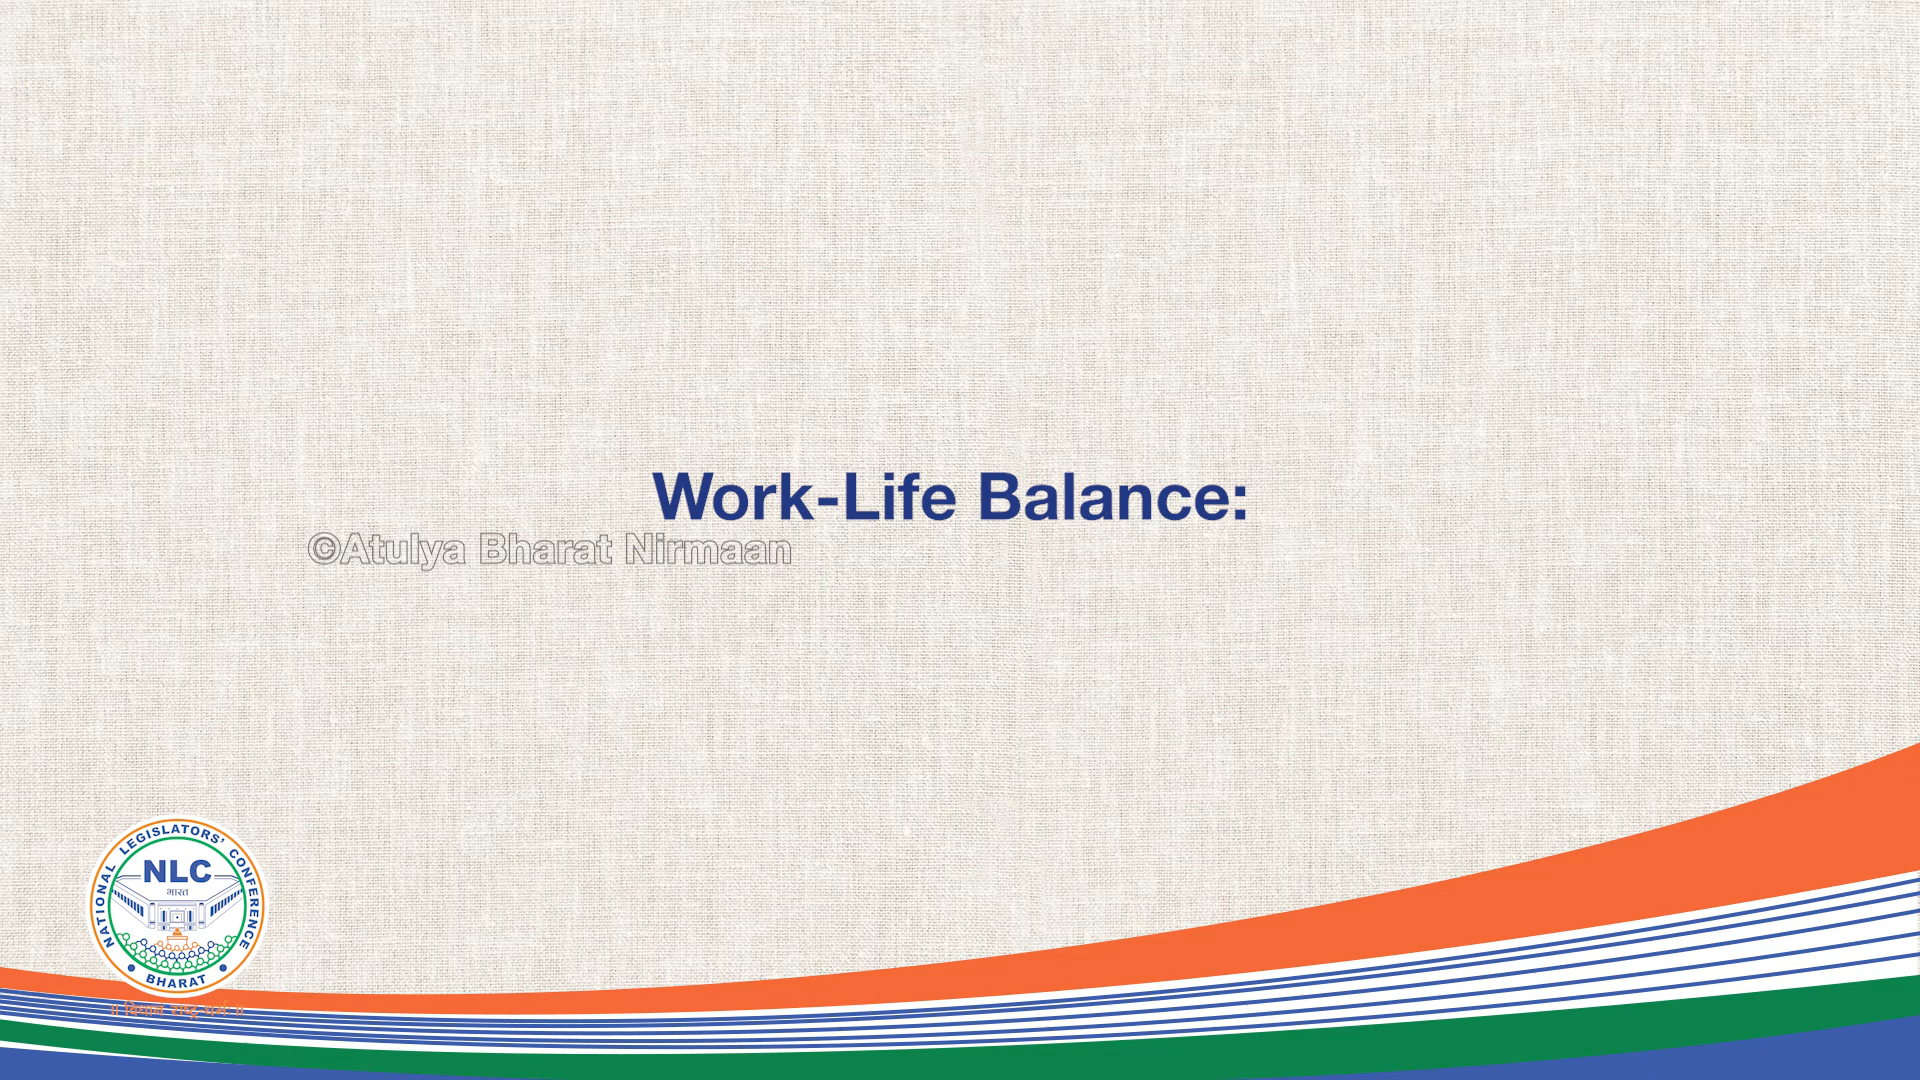 Work-Life Balance:
©Atulya Bharat Nirmaan
NATIONAL LEGISLATORS' CONFERENCE
NLC
भारत
BHARAT